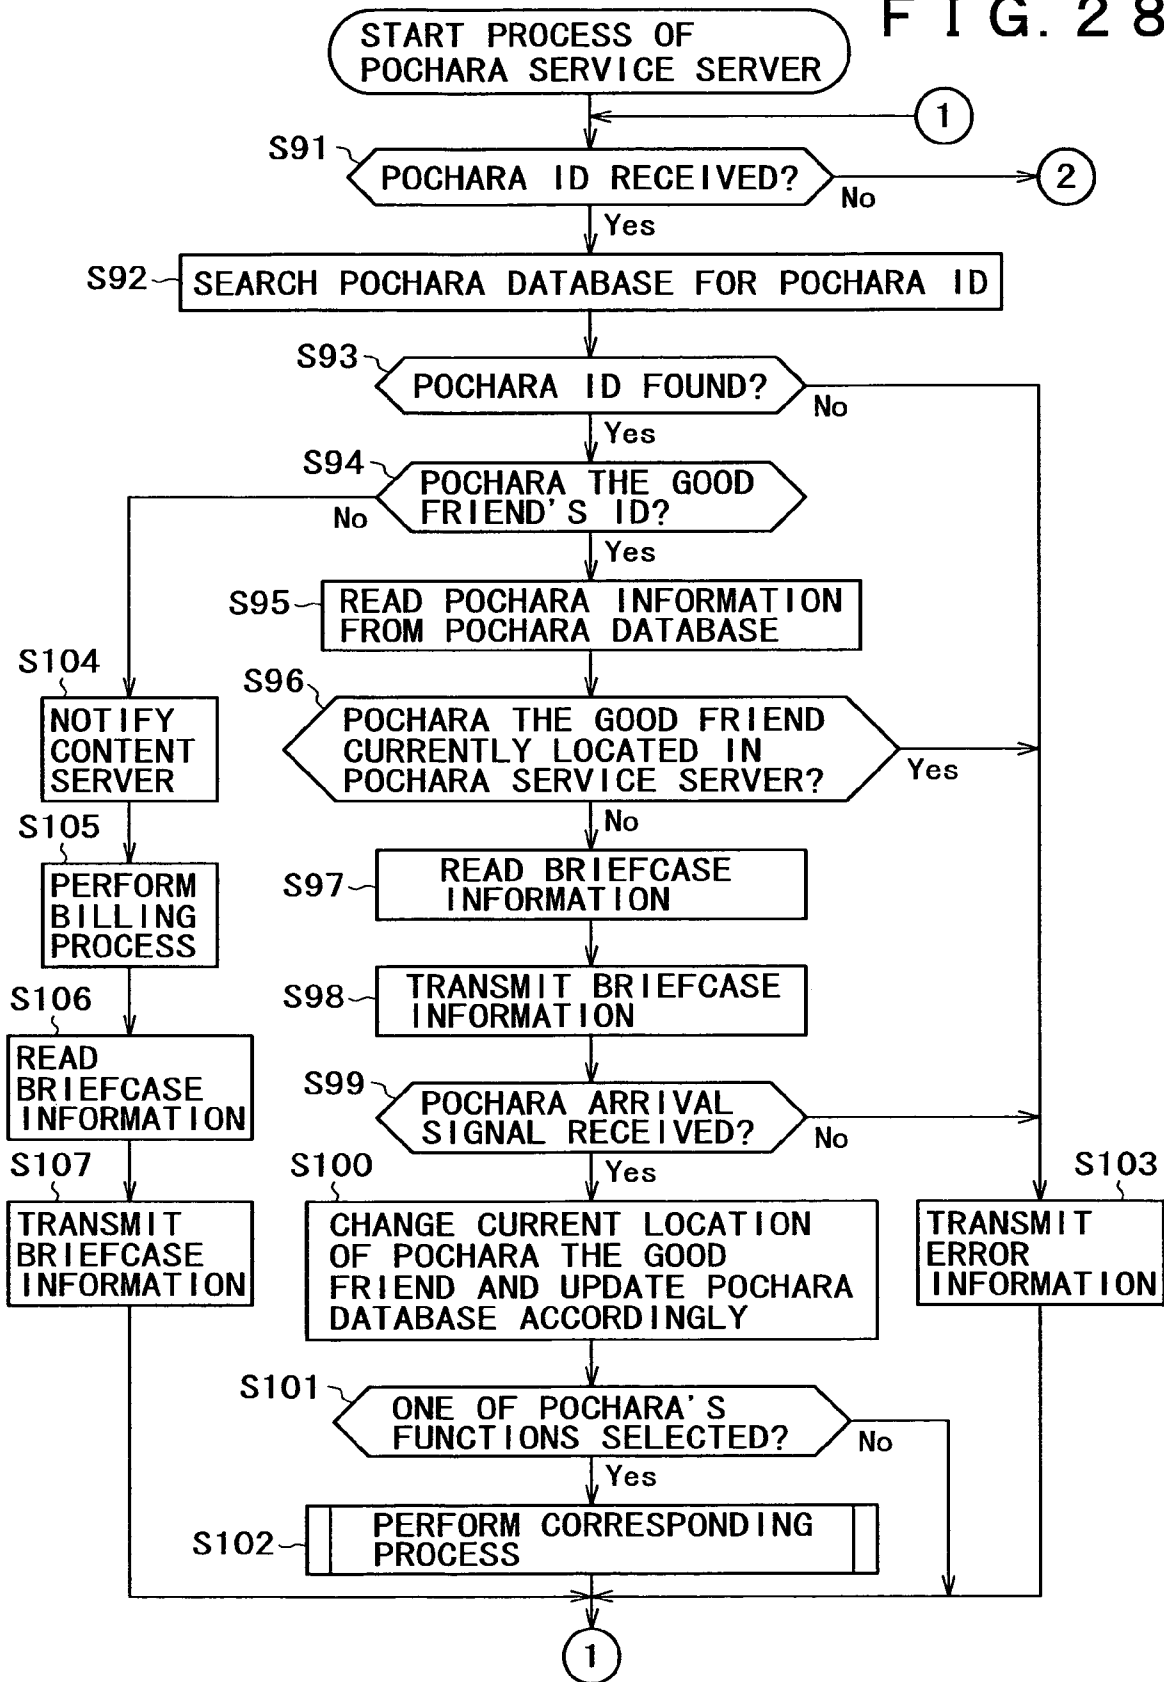 FIG. 28
START PROCESS OF
POCHARA SERVICE SERVER
1
S91
POCHARA ID RECEIVED?
No
2
Yes
S92
SEARCH POCHARA DATABASE FOR POCHARA ID
S93
POCHARA ID FOUND?
No
Yes
S94
POCHARA THE GOOD
FRIEND'S ID?
No
Yes
S95
READ POCHARA INFORMATION
FROM POCHARA DATABASE
S104
NOTIFY
CONTENT
SERVER
S96
POCHARA THE GOOD FRIEND
CURRENTLY LOCATED IN
POCHARA SERVICE SERVER?
Yes
No
S105
PERFORM
BILLING
PROCESS
S97
READ BRIEFCASE
INFORMATION
S106
READ
BRIEFCASE
INFORMATION
S98
TRANSMIT BRIEFCASE
INFORMATION
S99
POCHARA ARRIVAL
SIGNAL RECEIVED?
No
Yes
S107
TRANSMIT
BRIEFCASE
INFORMATION
S100
CHANGE CURRENT LOCATION
OF POCHARA THE GOOD
FRIEND AND UPDATE POCHARA
DATABASE ACCORDINGLY
S103
TRANSMIT
ERROR
INFORMATION
S101
ONE OF POCHARA'S
FUNCTIONS SELECTED?
No
Yes
S102
PERFORM CORRESPONDING
PROCESS
1